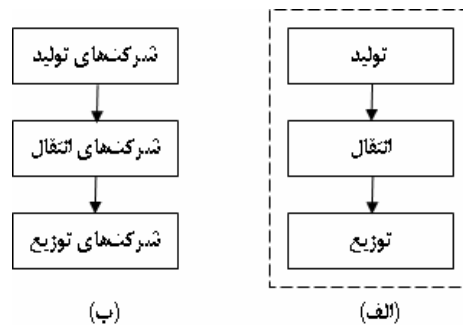 تولید
شرکت‌های تولید
انتقال
شرکت‌های انتقال
توزیع
شرکت‌های توزیع
(الف)
(ب)